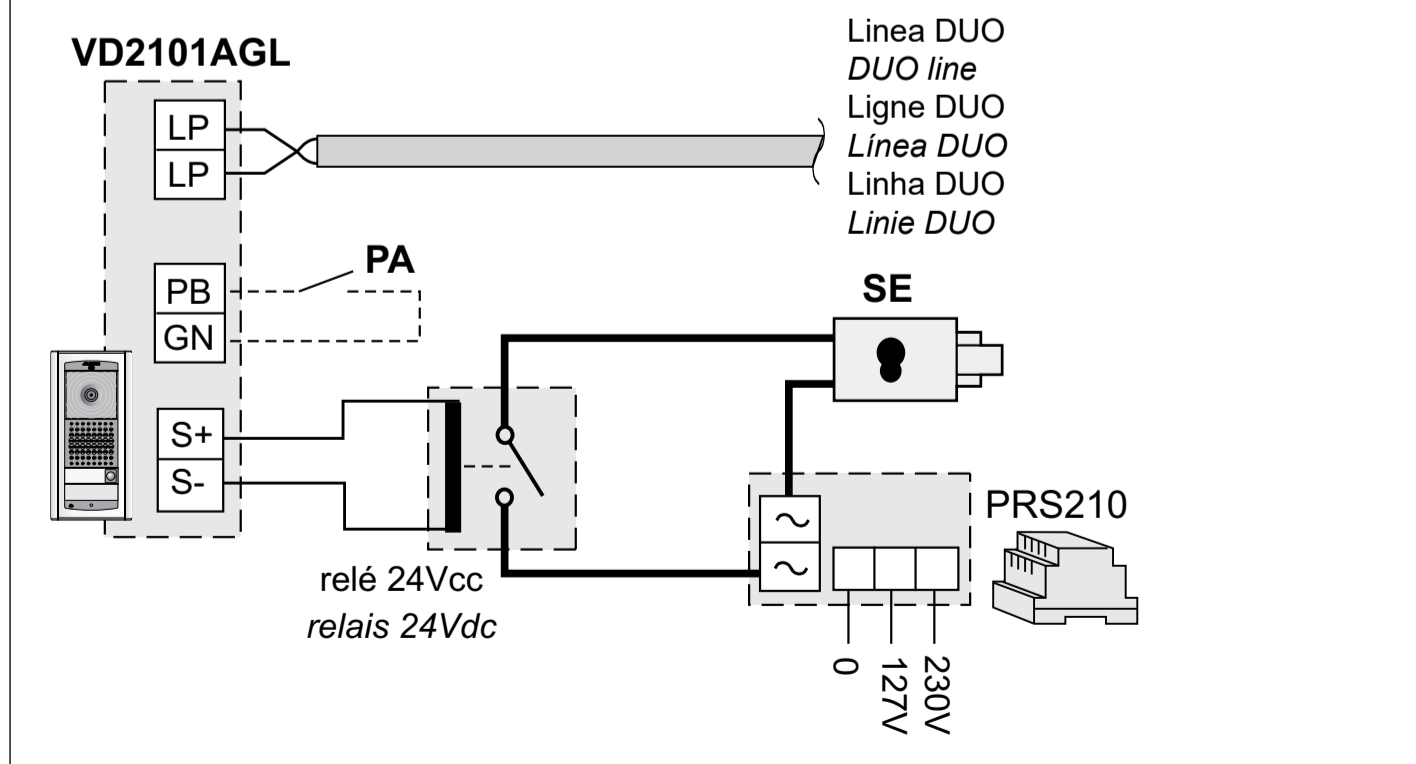 VD2101AGL
Linea DUO
DUO line
Ligne DUO
Línea DUO
Linha DUO
Linie DUO
LP
LP
PA
PB
GN
SE
S+
S-
PRS210
relé 24Vcc
relais 24Vdc
~
~
0
127V
230V